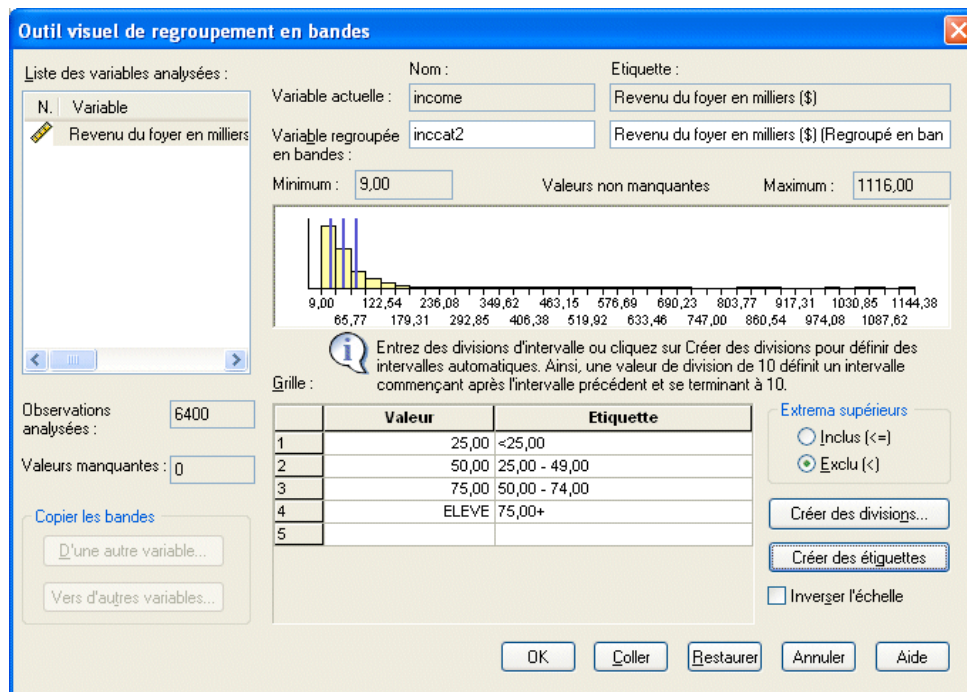 Outil visuel de regroupement en bandes
Liste des variables analysées :
N. Variable
Revenu du foyer en milliers
Nom :
Etiquette :
Variable actuelle :
income
Revenu du foyer en milliers ($)
Variable regroupée
en bandes :
inccat2
Revenu du foyer en milliers ($) (Regroupé en ban
Minimum :
9,00
Valeurs non manquantes
Maximum :
1116,00
9,00 122,54 236,08 349,62 463,15 576,69 690,23 803,77 917,31 1030,85 1144,38
65,77 179,31 292,85 406,38 519,92 633,46 747,00 860,54 974,08 1087,62
Entrez des divisions d'intervalle ou cliquez sur Créer des divisions pour définir des
intervalles automatiques. Ainsi, une valeur de division de 10 définit un intervalle
commençant après l'intervalle précédent et se terminant à 10.
Grille :
Observations
analysées :
6400
Valeurs manquantes :
0
Copier les bandes
D'une autre variable...
Vers d'autres variables...
Valeur Etiquette
1 25,00 <25,00
2 50,00 25,00 - 49,00
3 75,00 50,00 - 74,00
4 ELEVE 75,00+
5
Extrema supérieurs
Inclus (<=)
Exclu (<)
Créer des divisions...
Créer des étiquettes
Inverser l'échelle
OK
Coller
Restaurer
Annuler
Aide